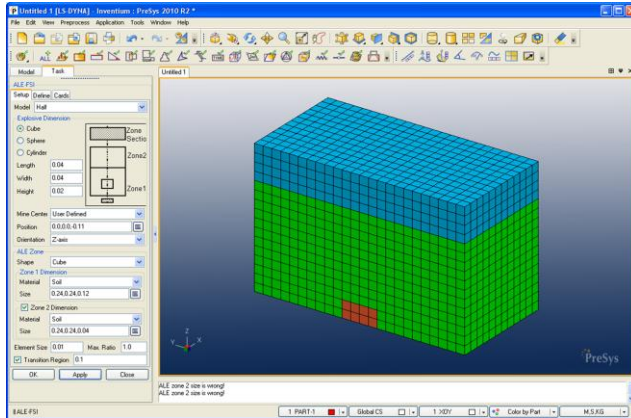 Untitled 1 [LS-DYNA] - Inventium : PreSys 2010 R2 *
File Edit View Preprocess Application Tools Window Help
Model Task
Untitled 1
ALE FSI
Setup Define Cards
Model Half
Explosive Dimension
Cube
Sphere
Cylinder
Length 0.04
Width 0.04
Height 0.02
Zone
Sectio
Zone2
Zone1
Mine Center User Defined
Position 0.0,0.0,-0.11
Orientation Z-axis
ALE Zone
Shape Cube
Zone 1 Dimension
Material Soil
Size 0.24,0.24,0.12
Zone 2 Dimension
Material Soil
Size 0.24,0.24,0.04
Element Size 0.01 Max. Ratio 1.0
Transition Region 0.1
OK Apply Close
Z
Y X
PreSys
ALE zone 2 size is wrong!
ALE zone 2 size is wrong!
ALE-FSI
1 PART-1 Global CS 1 XOY Color by Part M,S,KG